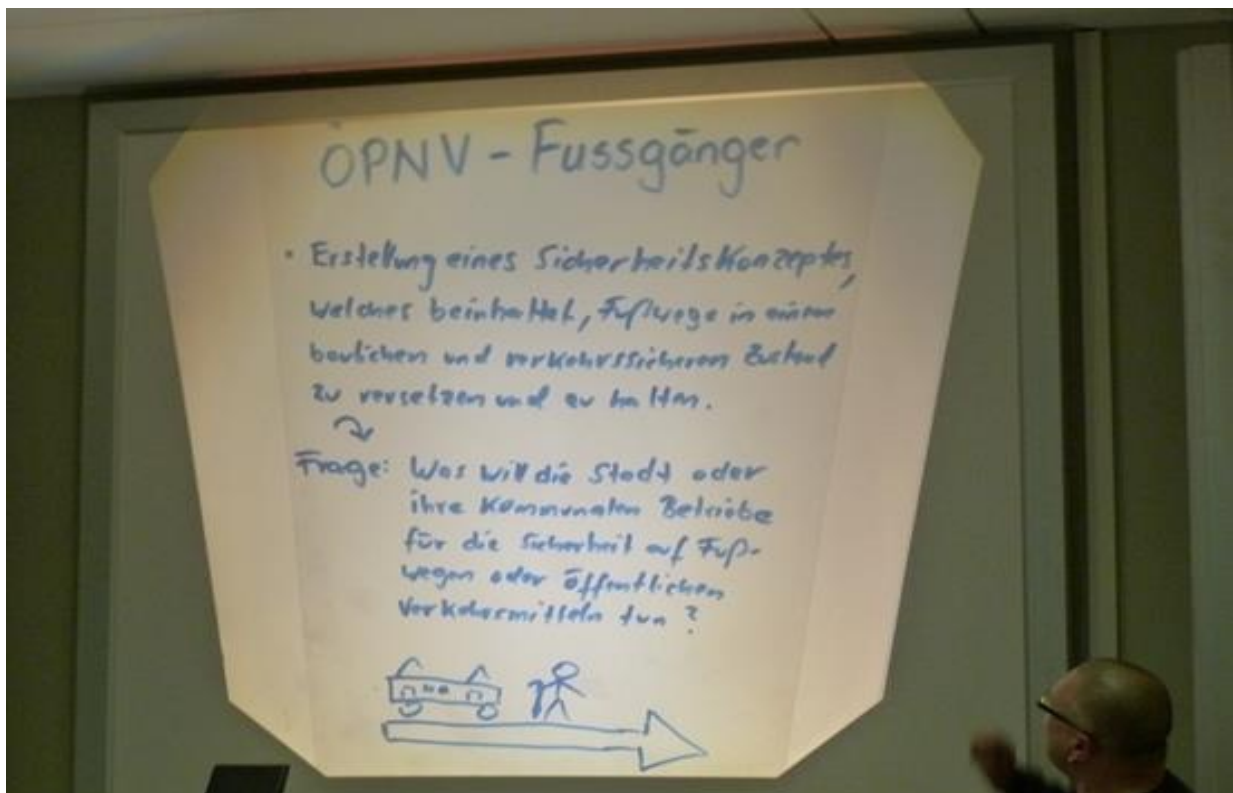 ÖPNV - Fussgänger
· Erstellung eines Sicherheitskonzeptes,
welches beinhaltet, Fußwege in einen
baulichen und verkehrssicheren Zustand
zu versetzen und zu halten.
Frage: Was will die Stadt oder
ihre Kommunalen Betriebe
für die Sicherheit auf Fuß-
wegen oder öffentlichen
Verkehrsmitteln tun?